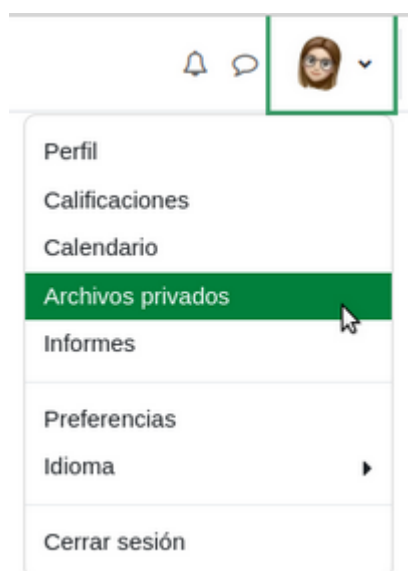 Perfil
Calificaciones
Calendario
Archivos privados
Informes
Preferencias
Idioma
Cerrar sesión